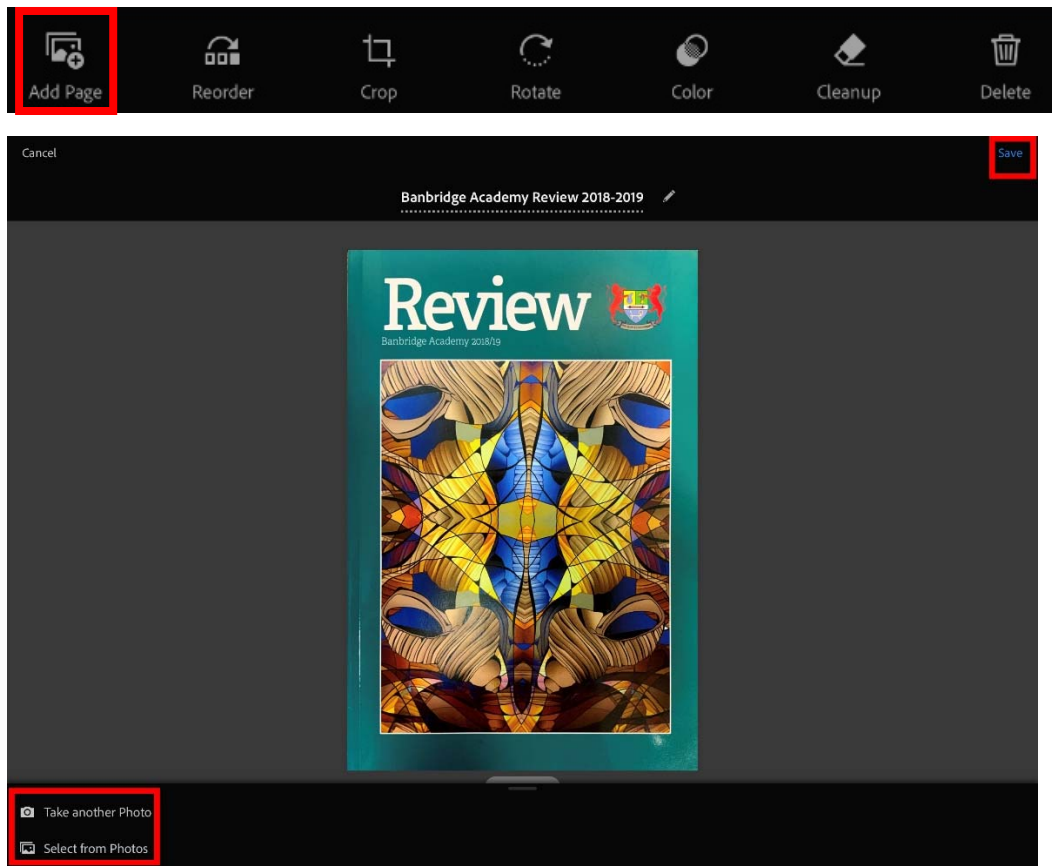 Add Page Reorder Crop Rotate Color Cleanup Delete
Cancel Save
Banbridge Academy Review 2018-2019
Review
Banbridge Academy 2018/19
Take another Photo
Select from Photos